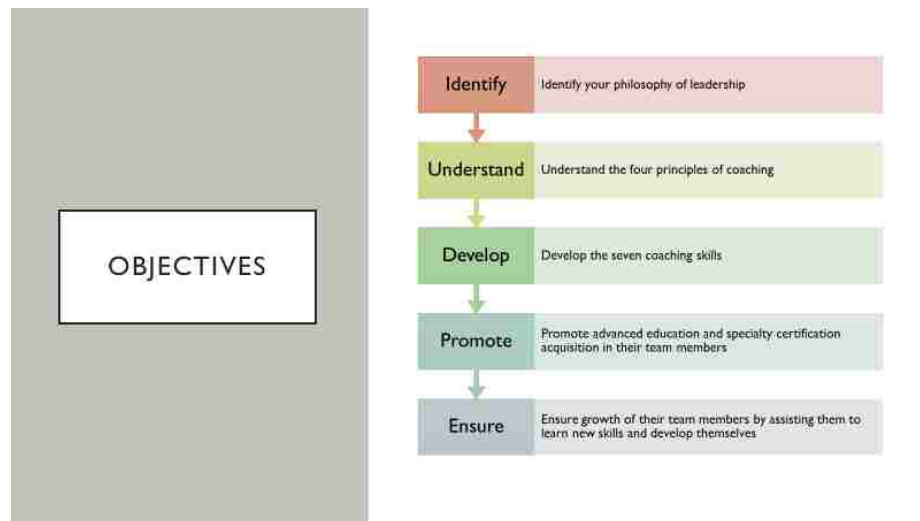 OBJECTIVES
Identify
Identify your philosophy of leadership
Understand
Understand the four principles of coaching
Develop
Develop the seven coaching skills
Promote
Promote advanced education and specialty certification
acquisition in their team members
Ensure
Ensure growth of their team members by assisting them to
learn new skills and develop themselves